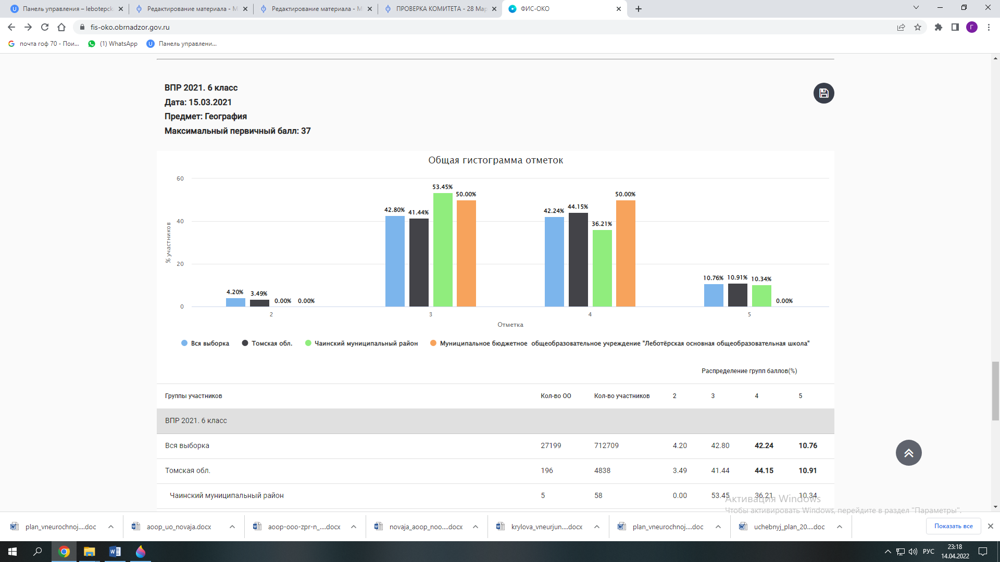 Панель управления – lebotepck
Редактирование материала - М
Редактирование материала - М
ПРОВЕРКА КОМИТЕТА - 28 Мар
ФИС-ОКО
fis-oko.obrnadzor.gov.ru
Г
почта гоф 70 - Пои...
(1) WhatsApp
Панель управлени...
ВПР 2021. 6 класс
Дата: 15.03.2021
Предмет: География
Максимальный первичный балл: 37
Общая гистограмма отметок
% участников
60
40
20
0
4.20% 3.49% 0.00% 0.00%
42.80% 41.44% 53.45% 50.00%
42.24% 44.15% 36.21% 50.00%
10.76% 10.91% 10.34% 0.00%
2 3 4 5
Отметка
Вся выборка Томская обл. Чаинский муниципальный район Муниципальное бюджетное общеобразовательное учреждение "Леботёрская основная общеобразовательная школа"
Распределение групп баллов(%)
Группы участников Кол-во ОО Кол-во участников 2 3 4 5
ВПР 2021. 6 класс
Вся выборка 27199 712709 4.20 42.80 42.24 10.76
Томская обл. 196 4838 3.49 41.44 44.15 10.91
Чаинский муниципальный район 5 58 0.00 53.45 36.21 10.34
Активация Windows
Чтобы активировать Windows, перейдите в раздел "Параметры".
plan_vneurochnoj....doc
aoop_uo_novaja.docx
aoop-ooo-zpr-n_....docx
novaja_aoop_noo....docx
krylova_vneurjun....docx
plan_vneurochnoj....doc
uchebnyj_plan_20....doc
Показать все
РУС
23:18
14.04.2022